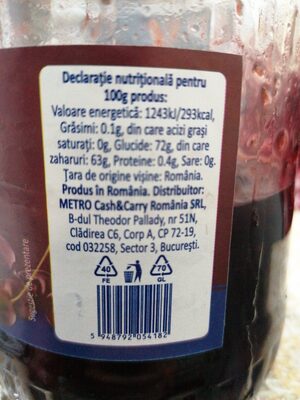 Declarație nutrițională pentru
100g produs:
Valoare energetică: 1243kJ/293kcal,
Grăsimi: 0.1g, din care acizi grași
saturați: 0g, Glucide: 72g, din care
zaharuri: 63g, Proteine: 0.4g, Sare: 0g.
Țara de origine vișine: România.
Produs în România. Distribuitor:
METRO Cash&Carry România SRL,
B-dul Theodor Pallady, nr 51N,
Clădirea C6, Corp A, CP 72-19,
cod 032258, Sector 3, București.
40
FE
70
GL
5 948792 054182
Sugestie de prezentare